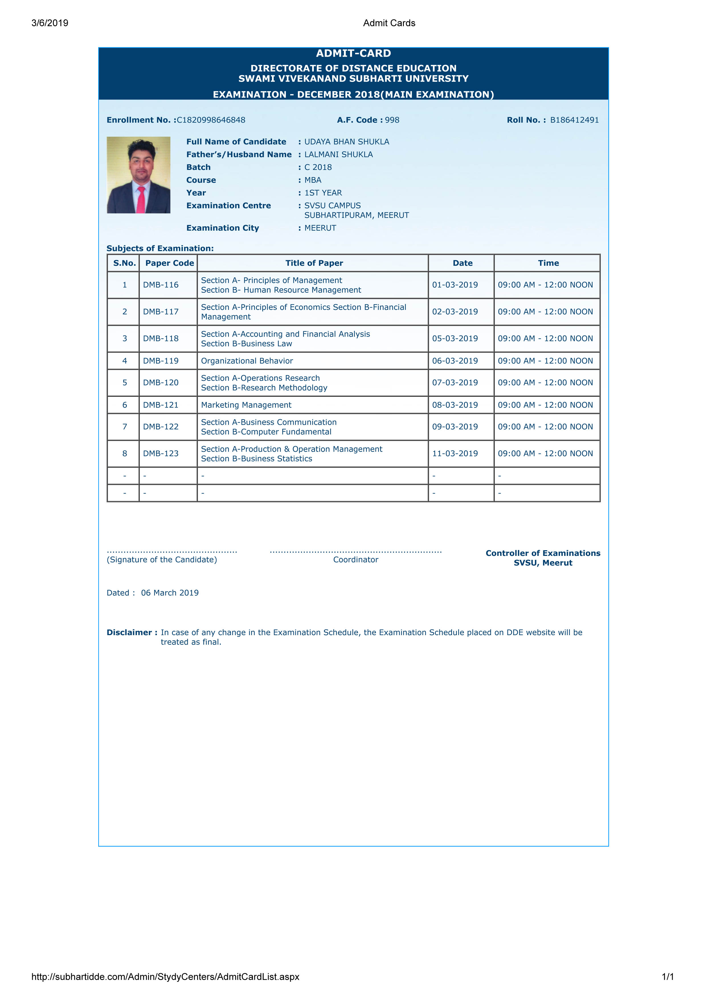 3/6/2019 Admit Cards
ADMIT-CARD
DIRECTORATE OF DISTANCE EDUCATION
SWAMI VIVEKANAND SUBHARTI UNIVERSITY
EXAMINATION - DECEMBER 2018(MAIN EXAMINATION)
Enrollment No. :C1820998646848 A.F. Code : 998 Roll No. : B186412491
Full Name of Candidate : UDAYA BHAN SHUKLA
Father’s/Husband Name : LALMANI SHUKLA
Batch : C 2018
Course : MBA
Year : 1ST YEAR
Examination Centre : SVSU CAMPUS
SUBHARTIPURAM, MEERUT
Examination City : MEERUT
Subjects of Examination:
S.No. Paper Code Title of Paper Date Time
1 DMB-116 Section A- Principles of Management
Section B- Human Resource Management 01-03-2019 09:00 AM - 12:00 NOON
2 DMB-117 Section A-Principles of Economics Section B-Financial
Management 02-03-2019 09:00 AM - 12:00 NOON
3 DMB-118 Section A-Accounting and Financial Analysis
Section B-Business Law 05-03-2019 09:00 AM - 12:00 NOON
4 DMB-119 Organizational Behavior 06-03-2019 09:00 AM - 12:00 NOON
5 DMB-120 Section A-Operations Research
Section B-Research Methodology 07-03-2019 09:00 AM - 12:00 NOON
6 DMB-121 Marketing Management 08-03-2019 09:00 AM - 12:00 NOON
7 DMB-122 Section A-Business Communication
Section B-Computer Fundamental 09-03-2019 09:00 AM - 12:00 NOON
8 DMB-123 Section A-Production & Operation Management
Section B-Business Statistics 11-03-2019 09:00 AM - 12:00 NOON
- - - - -
- - - - -
............................................... ..............................................................
(Signature of the Candidate) Coordinator Controller of Examinations
SVSU, Meerut
Dated : 06 March 2019
Disclaimer : In case of any change in the Examination Schedule, the Examination Schedule placed on DDE website will be
treated as final.
http://subhartidde.com/Admin/StydyCenters/AdmitCardList.aspx 1/1